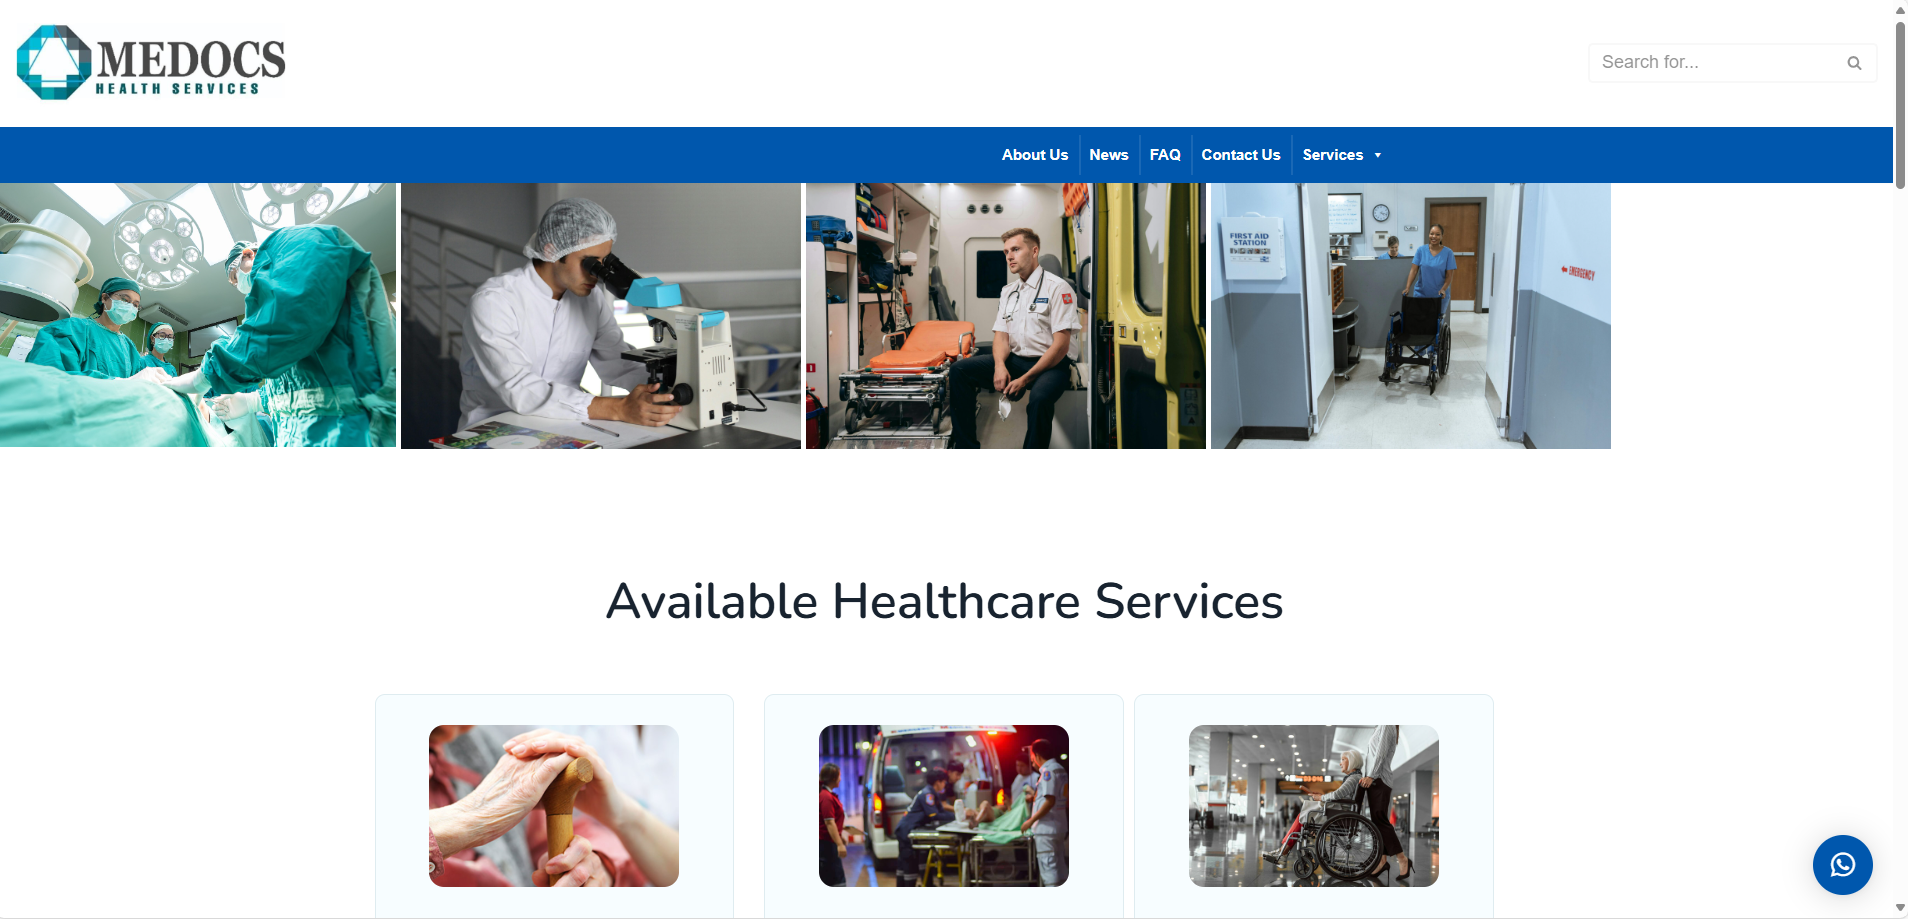 MEDOCS
HEALTH SERVICES
Search for...
About Us
News
FAQ
Contact Us
Services
FIRST AID
STATION
EMERGENCY
Available Healthcare Services